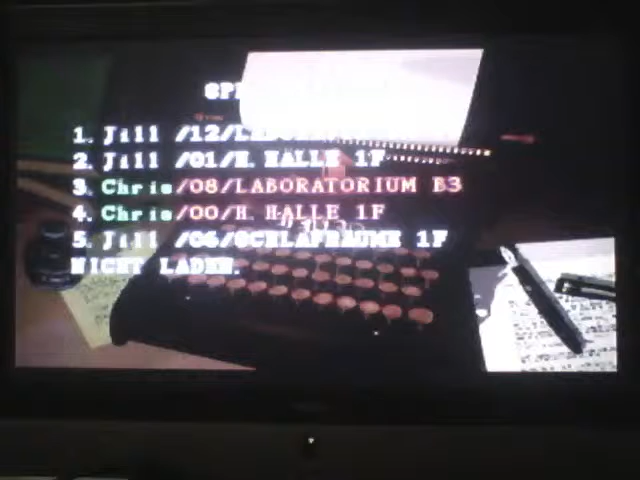 1. Jill /12/
2. Jill /01/H. HALLE 1F
3. Chris/08/LABORATORIUM B3
4. Chris/00/H. HALLE 1F
5. Jill /06/SCHLAFRAUME 1F
NICHT LADEN.